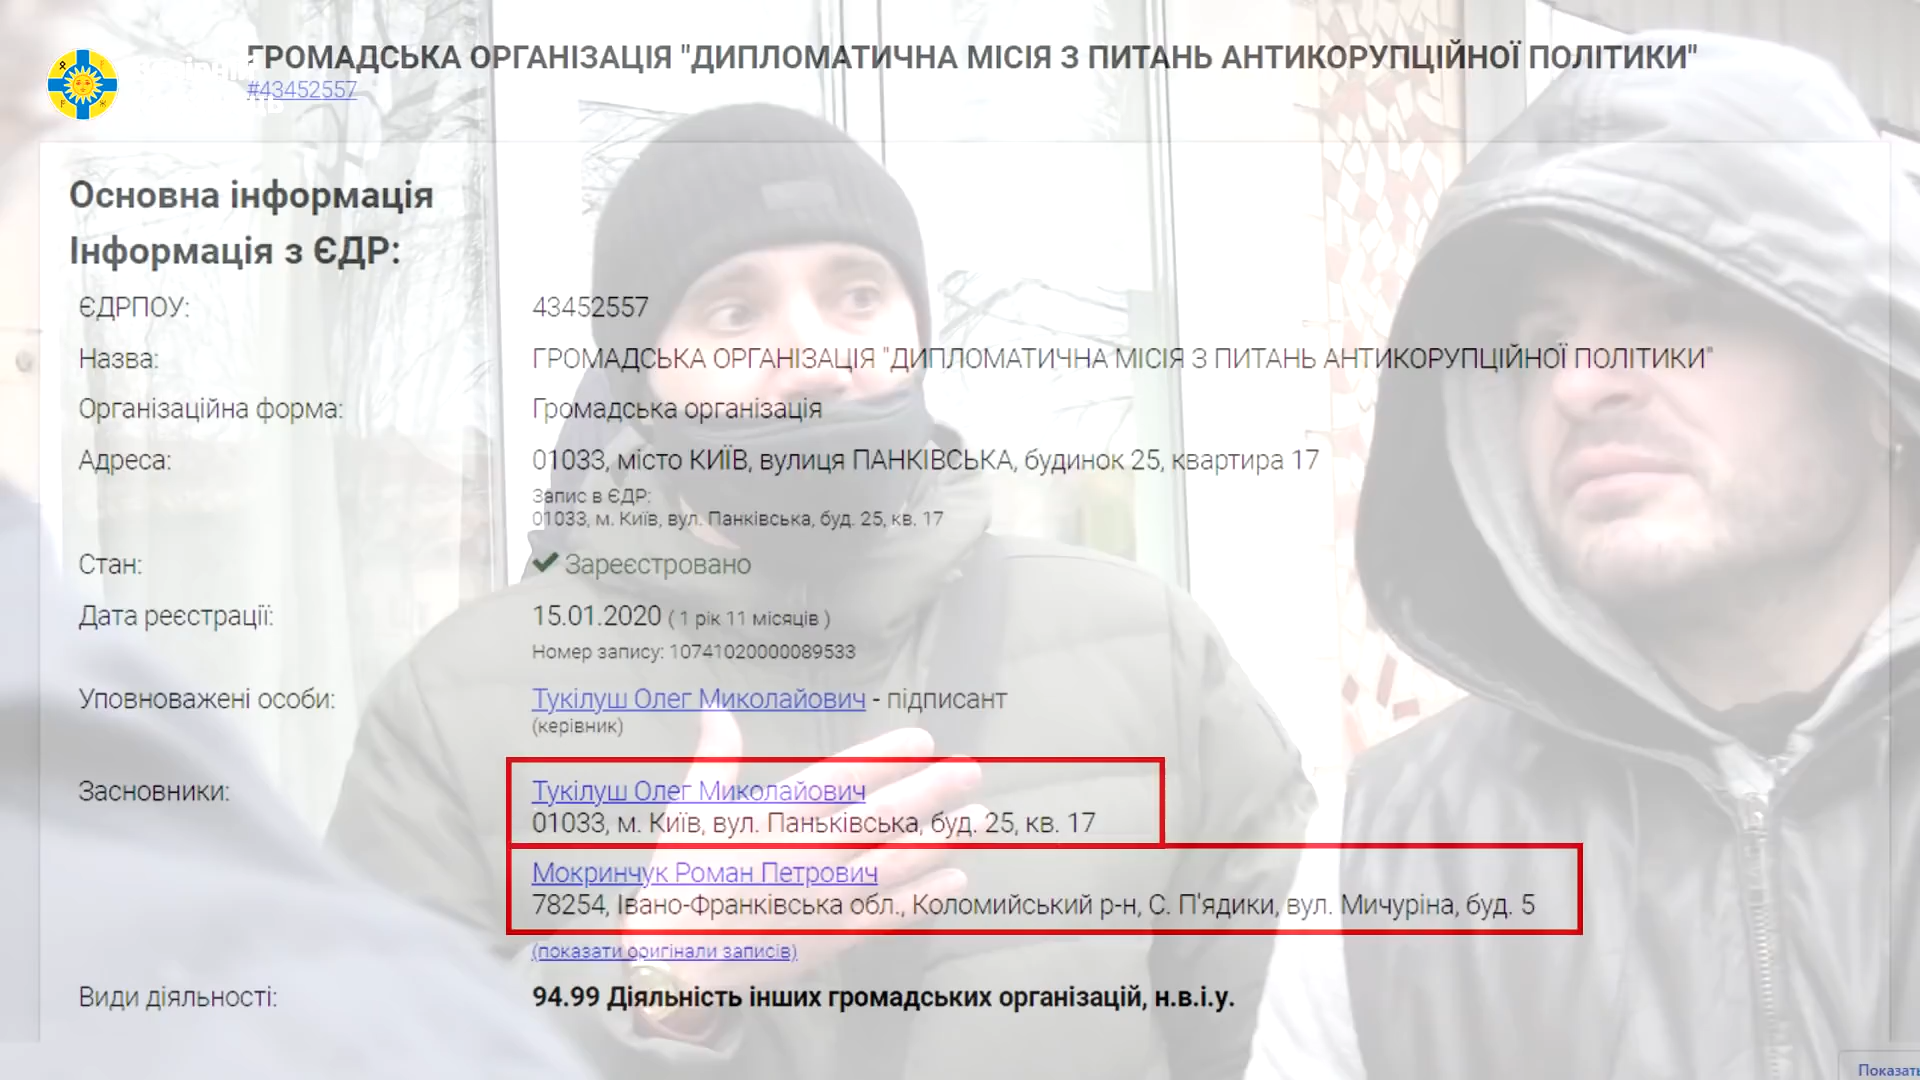 ГРОМАДСЬКА ОРГАНІЗАЦІЯ "ДИПЛОМАТИЧНА МІСІЯ З ПИТАНЬ АНТИКОРУПЦІЙНОЇ ПОЛІТИКИ"
#43452557
Основна інформація
Інформація з ЄДР:
ЄДРПОУ: 43452557
Назва: ГРОМАДСЬКА ОРГАНІЗАЦІЯ "ДИПЛОМАТИЧНА МІСІЯ З ПИТАНЬ АНТИКОРУПЦІЙНОЇ ПОЛІТИКИ"
Організаційна форма: Громадська організація
Адреса: 01033, місто КИЇВ, вулиця ПАНКІВСЬКА, будинок 25, квартира 17
Запис в ЄДР:
01033, м. Київ, вул. Панківська, буд. 25, кв. 17
Стан: Зареєстровано
Дата реєстрації: 15.01.2020 ( 1 рік 11 місяців )
Номер запису: 10741020000089533
Уповноважені особи: Тукілуш Олег Миколайович - підписант
(керівник)
Засновники: Тукілуш Олег Миколайович
01033, м. Київ, вул. Паньківська, буд. 25, кв. 17
Мокринчук Роман Петрович
78254, Івано-Франківська обл., Коломийський р-н, С. П'ядики, вул. Мичуріна, буд. 5
(показати оригінали записів)
Види діяльності: 94.99 Діяльність інших громадських організацій, н.в.і.у.